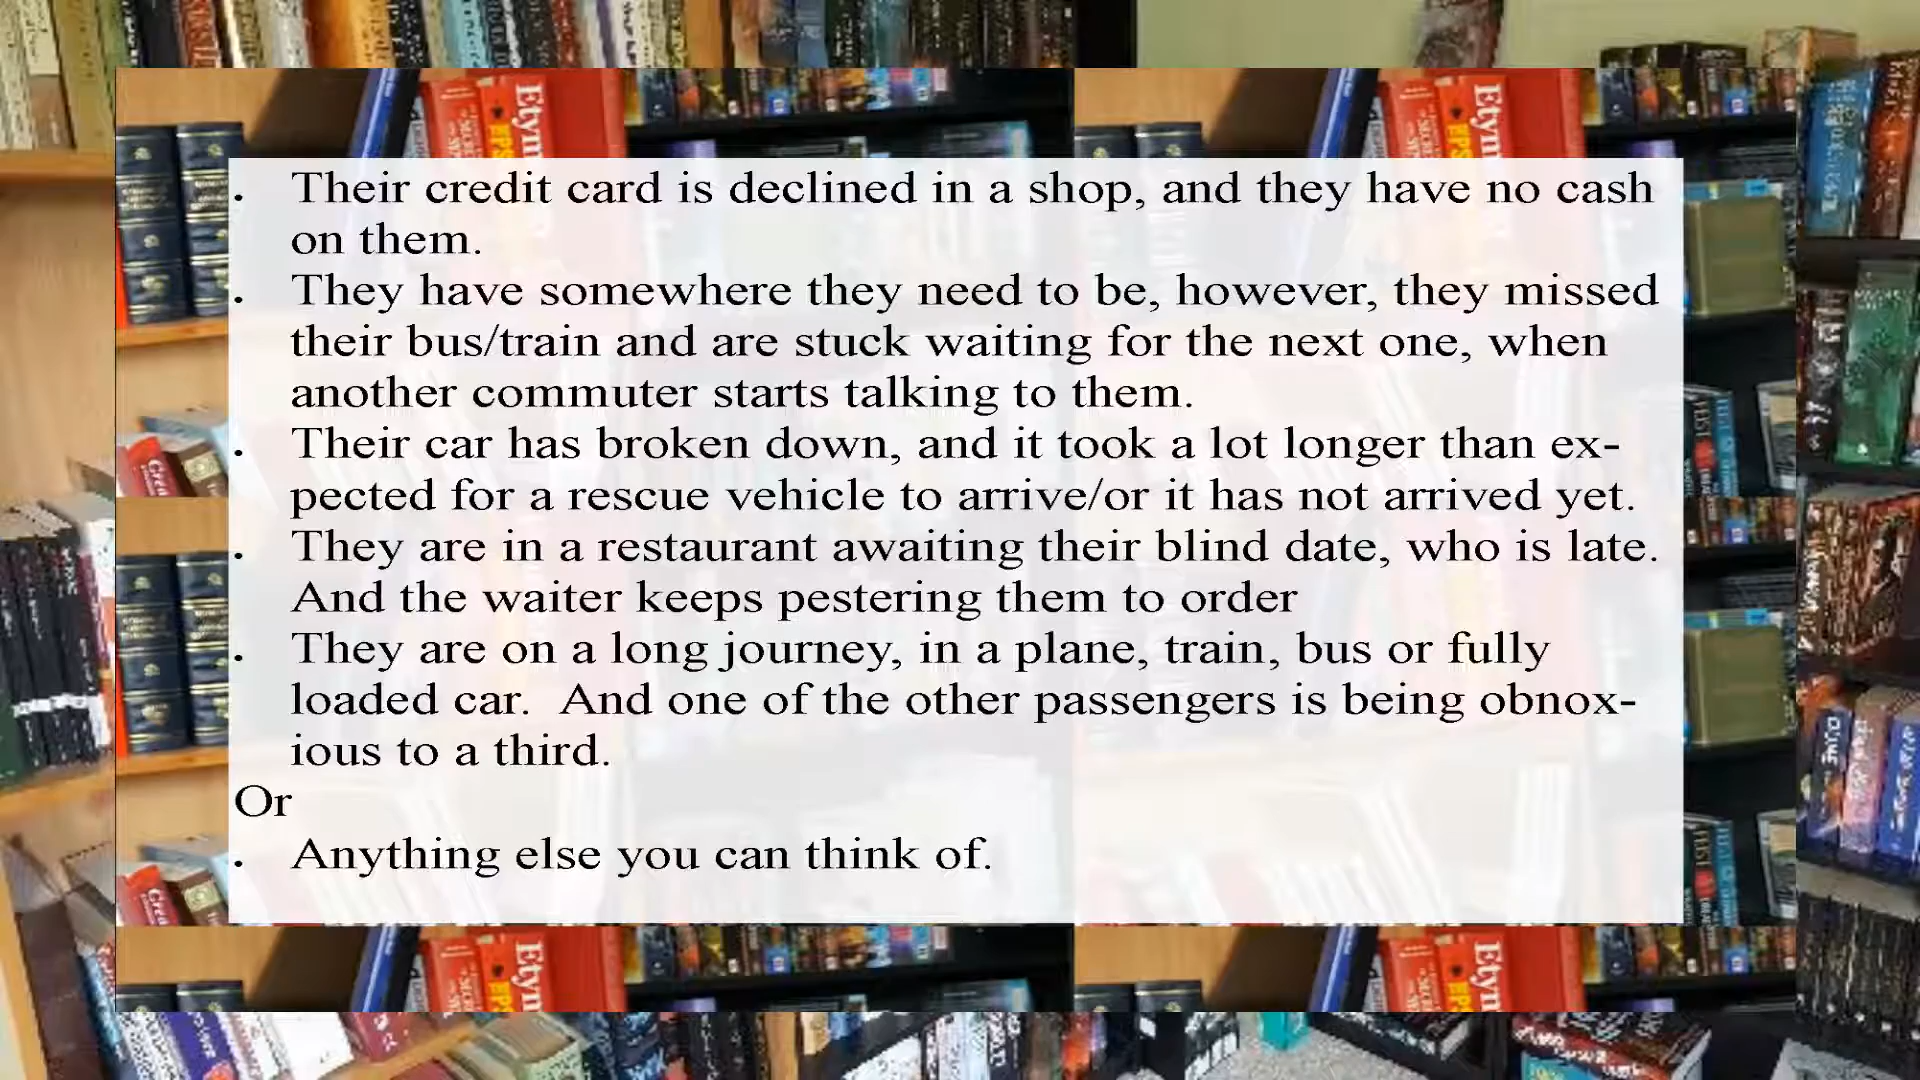 Etym
Etym
EPS
EPS
• Their credit card is declined in a shop, and they have no cash
on them.
• They have somewhere they need to be, however, they missed
their bus/train and are stuck waiting for the next one, when
another commuter starts talking to them.
• Their car has broken down, and it took a lot longer than ex-
pected for a rescue vehicle to arrive/or it has not arrived yet.
• They are in a restaurant awaiting their blind date, who is late.
And the waiter keeps pestering them to order
• They are on a long journey, in a plane, train, bus or fully
loaded car.  And one of the other passengers is being obnox-
ious to a third.
Or
• Anything else you can think of.
Etym
Etym